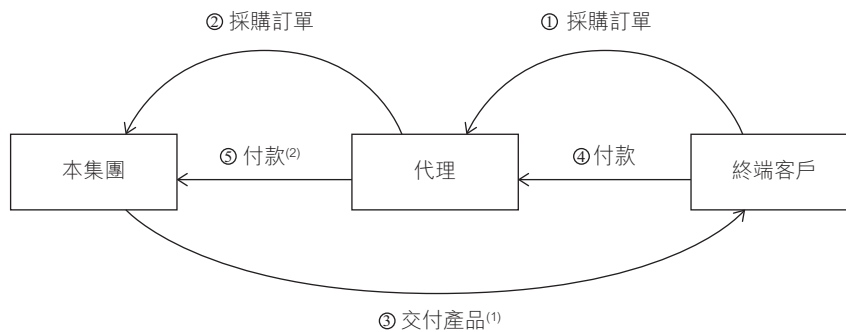 ② 採購訂單
① 採購訂單
本集團
⑤ 付款(2)
代理
④付款
終端客戶
③ 交付產品(1)